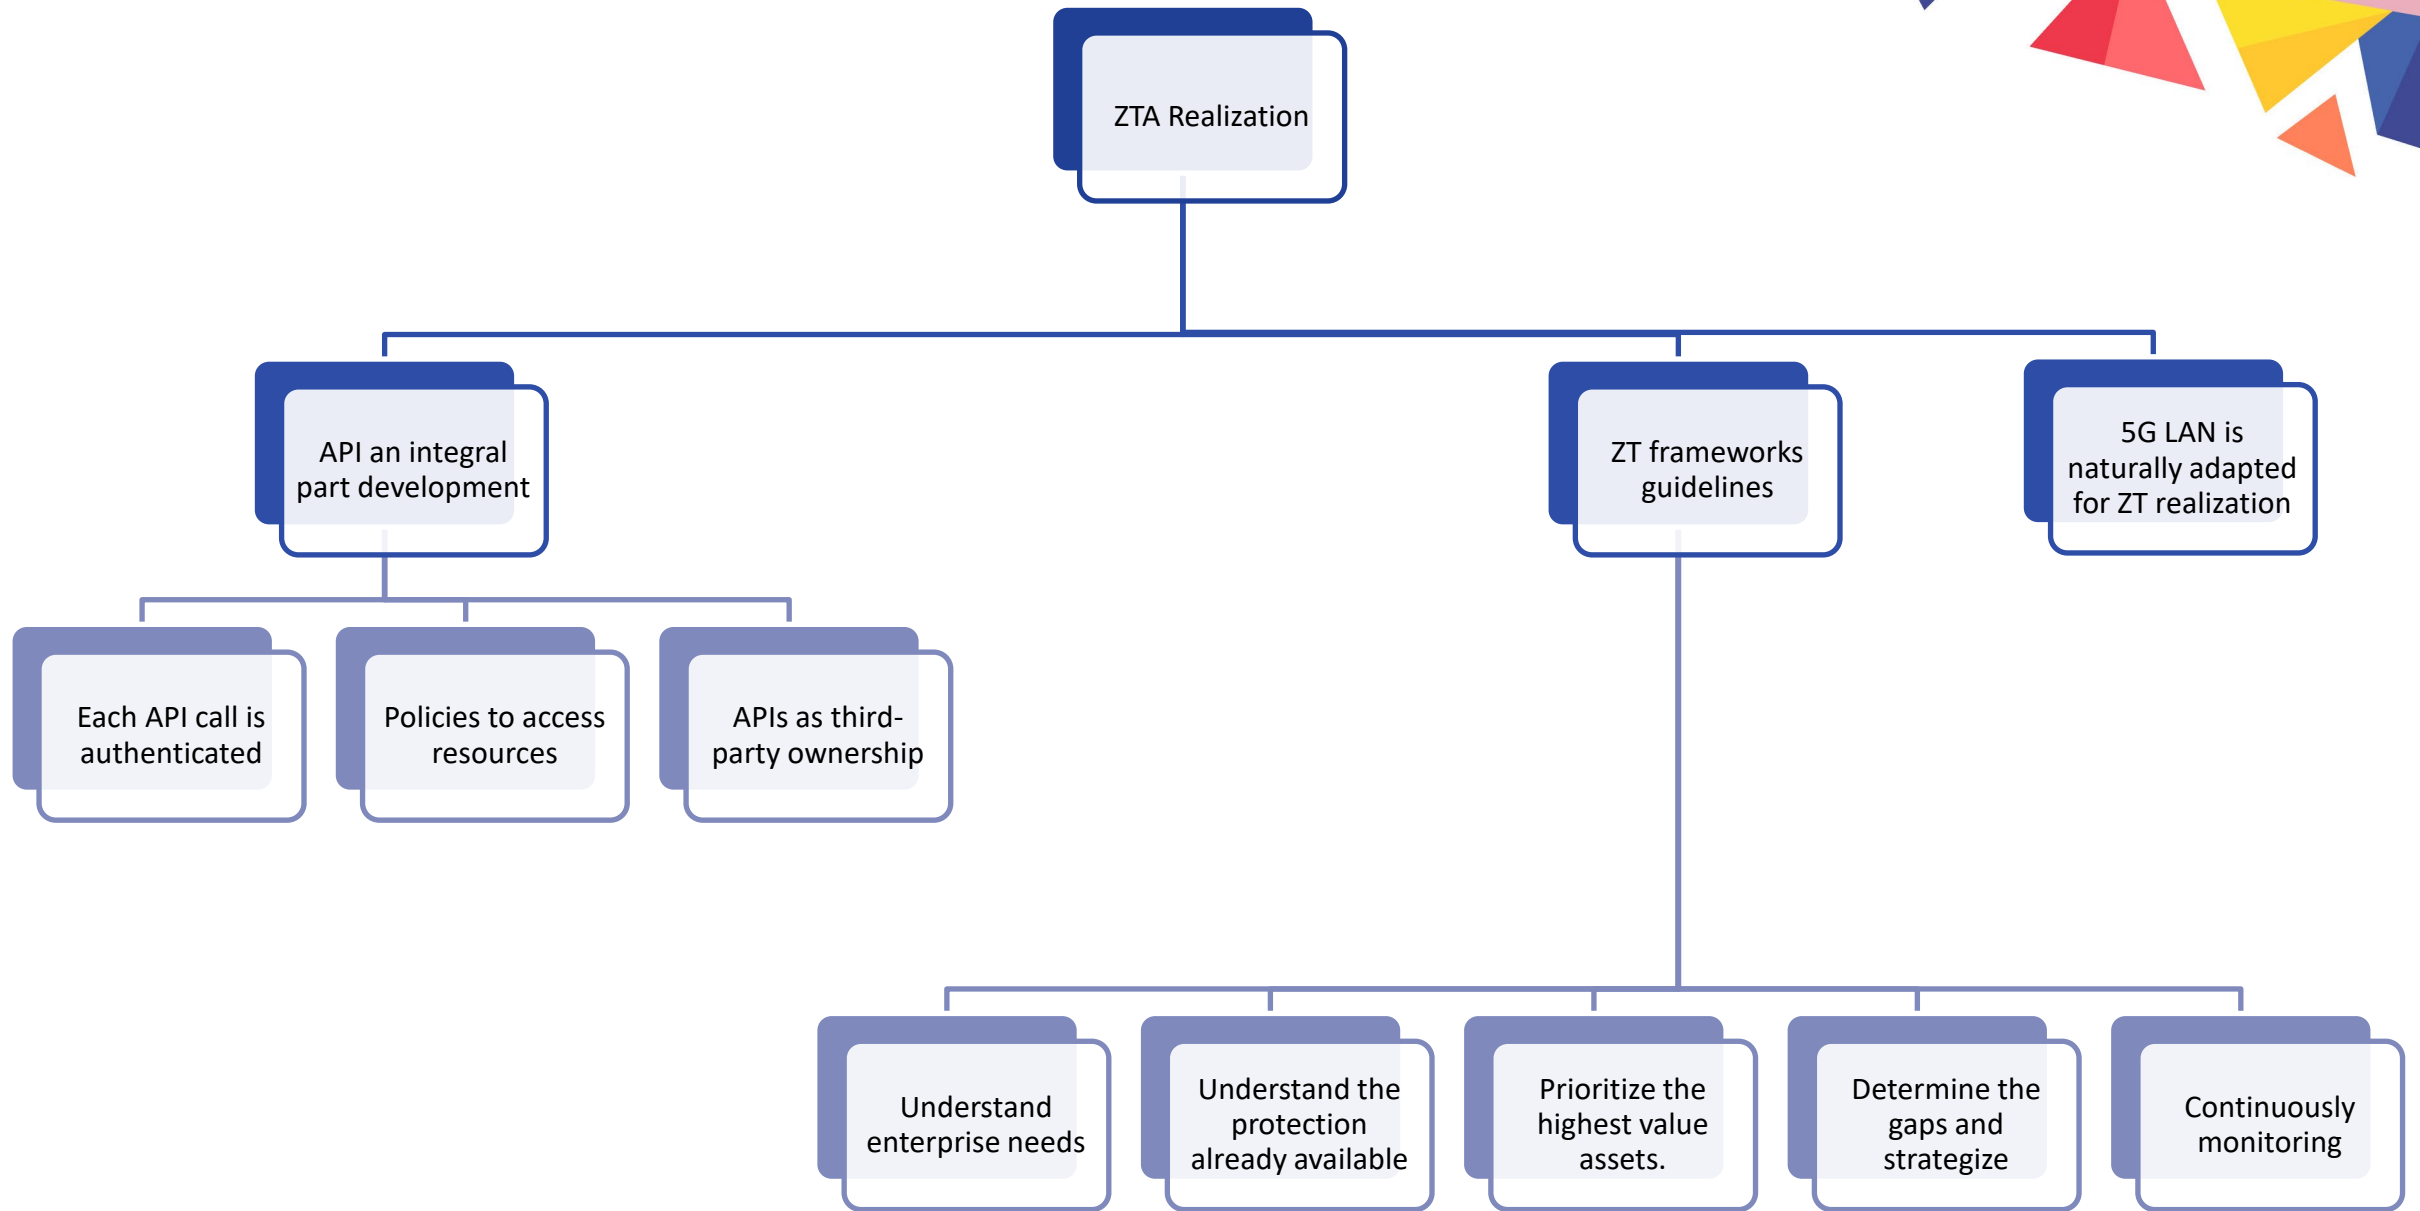 ZTA Realization
API an integral
part development
ZT frameworks
guidelines
5G LAN is
naturally adapted
for ZT realization
Each API call is
authenticated
Policies to access
resources
APIs as third-
party ownership
Understand
enterprise needs
Understand the
protection
already available
Prioritize the
highest value
assets.
Determine the
gaps and
strategize
Continuously
monitoring